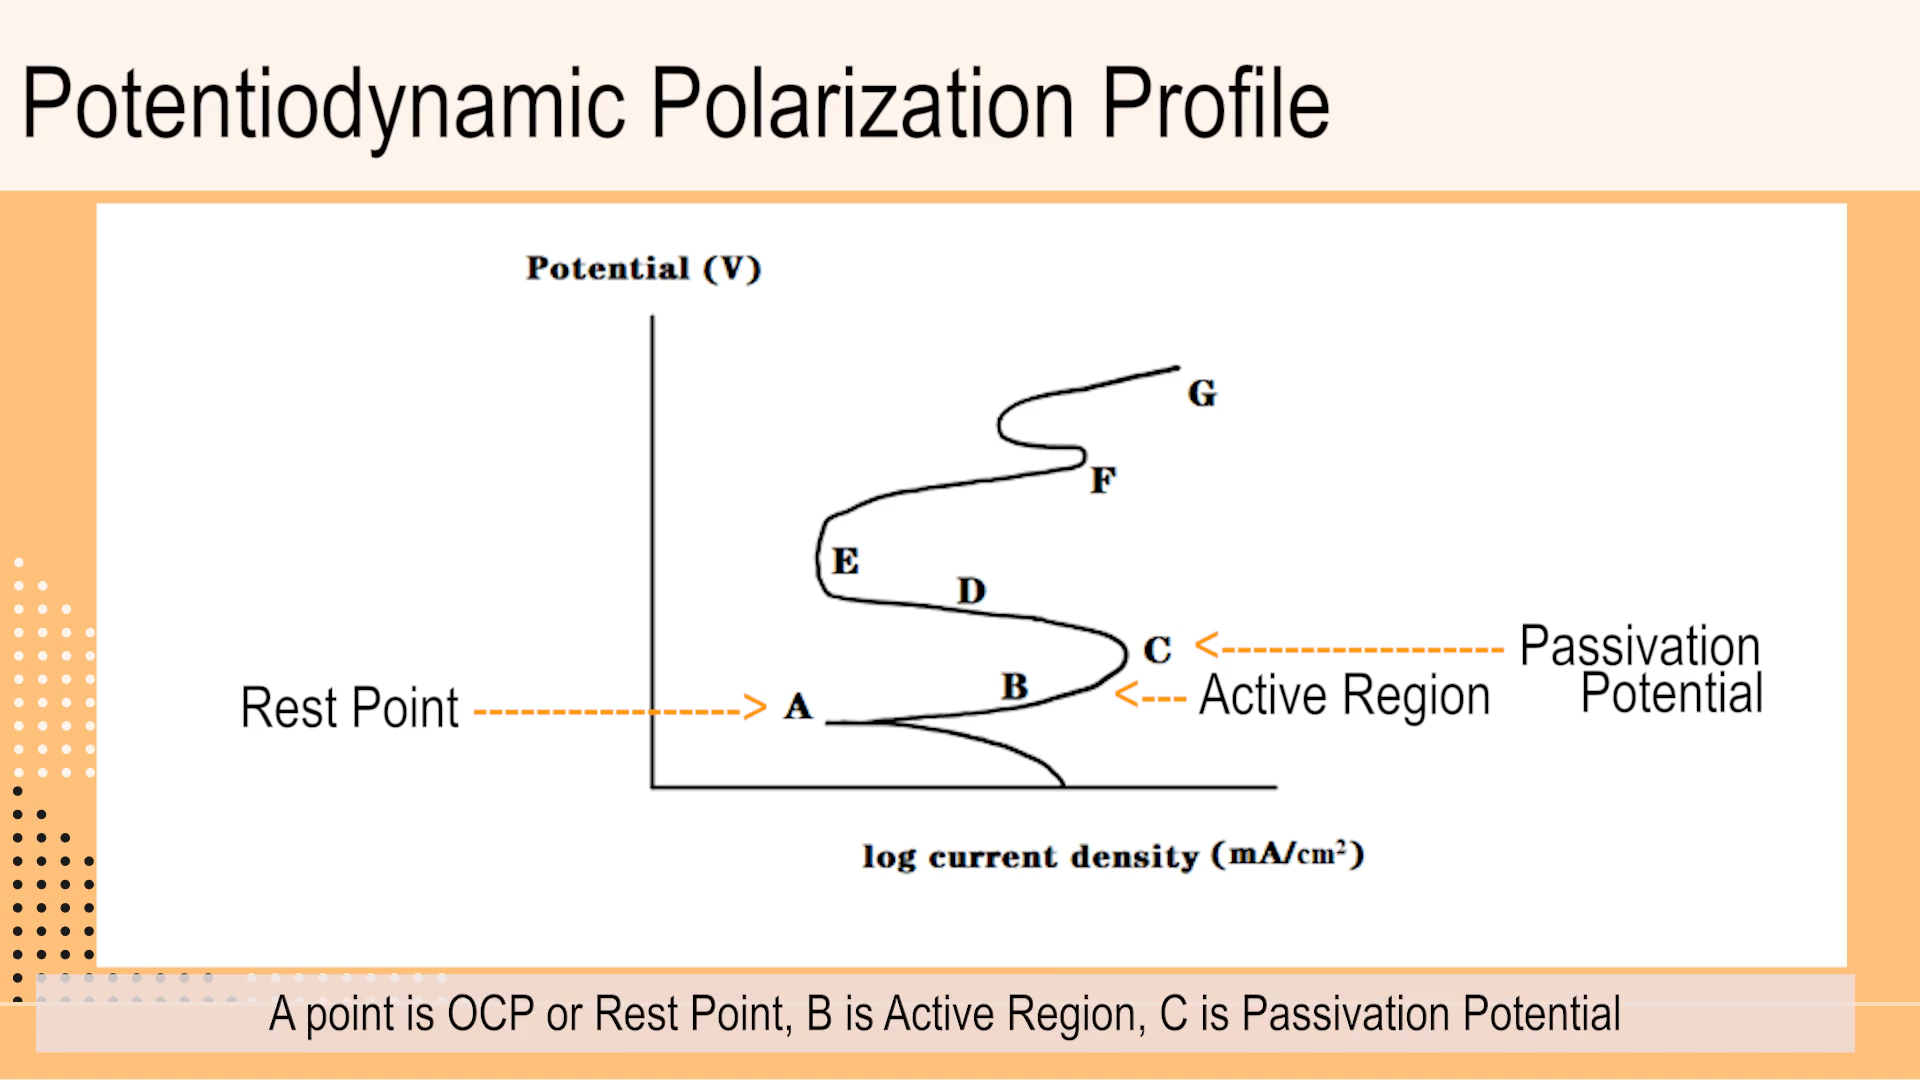 Potentiodynamic Polarization Profile
Potential (V)
G
F
E
D
C <------------------ Passivation
Potential
B
<--- Active Region
Rest Point -----------------> A
log current density (mA/cm²)
A point is OCP or Rest Point, B is Active Region, C is Passivation Potential